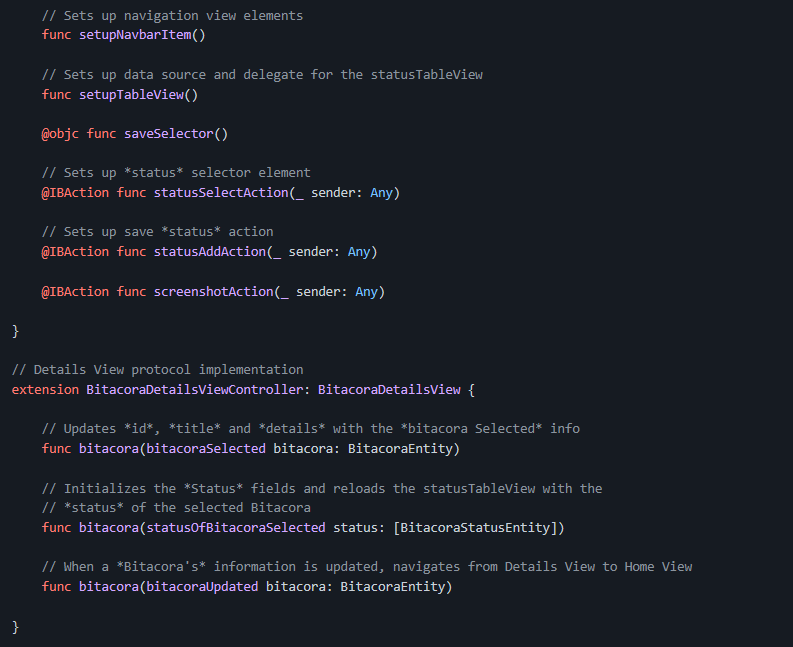 // Sets up navigation view elements
func setupNavbarItem()
// Sets up data source and delegate for the statusTableView
func setupTableView()
@objc func saveSelector()
// Sets up *status* selector element
@IBAction func statusSelectAction(_ sender: Any)
// Sets up save *status* action
@IBAction func statusAddAction(_ sender: Any)
@IBAction func screenshotAction(_ sender: Any)
}
// Details View protocol implementation
extension BitacoraDetailsViewController: BitacoraDetailsView {
// Updates *id*, *title* and *details* with the *bitacora Selected* info
func bitacora(bitacoraSelected bitacora: BitacoraEntity)
// Initializes the *Status* fields and reloads the statusTableView with the
// *status* of the selected Bitacora
func bitacora(statusOfBitacoraSelected status: [BitacoraStatusEntity])
// When a *Bitacora's* information is updated, navigates from Details View to Home View
func bitacora(bitacoraUpdated bitacora: BitacoraEntity)
}